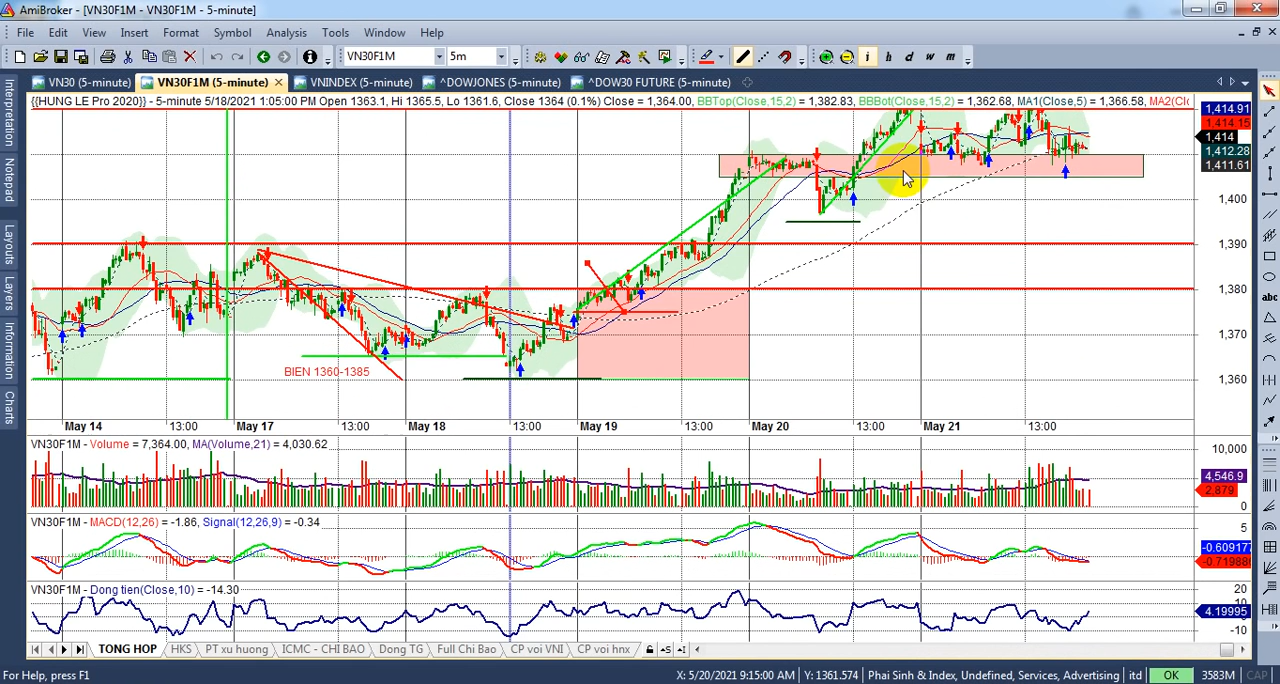 AmiBroker - [VN30F1M - VN30F1M - 5-minute]
File Edit View Insert Format Symbol Analysis Tools Window Help
VN30F1M 5m i h d w m
VN30 (5-minute) VN30F1M (5-minute) VNINDEX (5-minute) ^DOWJONES (5-minute) ^DOW30 FUTURE (5-minute)
{{HUNG LE Pro 2020}} - 5-minute 5/18/2021 1:05:00 PM Open 1363.1, Hi 1365.5, Lo 1361.6, Close 1364 (0.1%) Close = 1,364.00, BBTop(Close,15,2) = 1,382.83, BBBot(Close,15,2) = 1,362.68, MA1(Close,5) = 1,366.58, MA2(Clc
1,414.91
1,414.15
1,414
1,412.28
1,411.61
1,400
1,390
1,380
1,370
1,360
BIEN 1360-1385
May 14 13:00 May 17 13:00 May 18 13:00 May 19 13:00 May 20 13:00 May 21 13:00
VN30F1M - Volume = 7,364.00, MA(Volume,21) = 4,030.62
10,000
4,546.9
2,879
0
VN30F1M - MACD(12,26) = -1.86, Signal(12,26,9) = -0.34
5
-0.609177
-0.71988
VN30F1M - Dong tien(Close,10) = -14.30
20
4.19995
-10
Interpretation
Notepad
Layouts
Layers
Information
Charts
abc
TONG HOP HKS PT xu huong ICMC - CHI BAO Dong TG Full Chi Bao CP voi VNI CP voi hnx
For Help, press F1 X: 5/20/2021 9:15:00 AM Y: 1361.574 Phai Sinh & Index, Undefined, Services, Advertising itd OK 3583M CAP